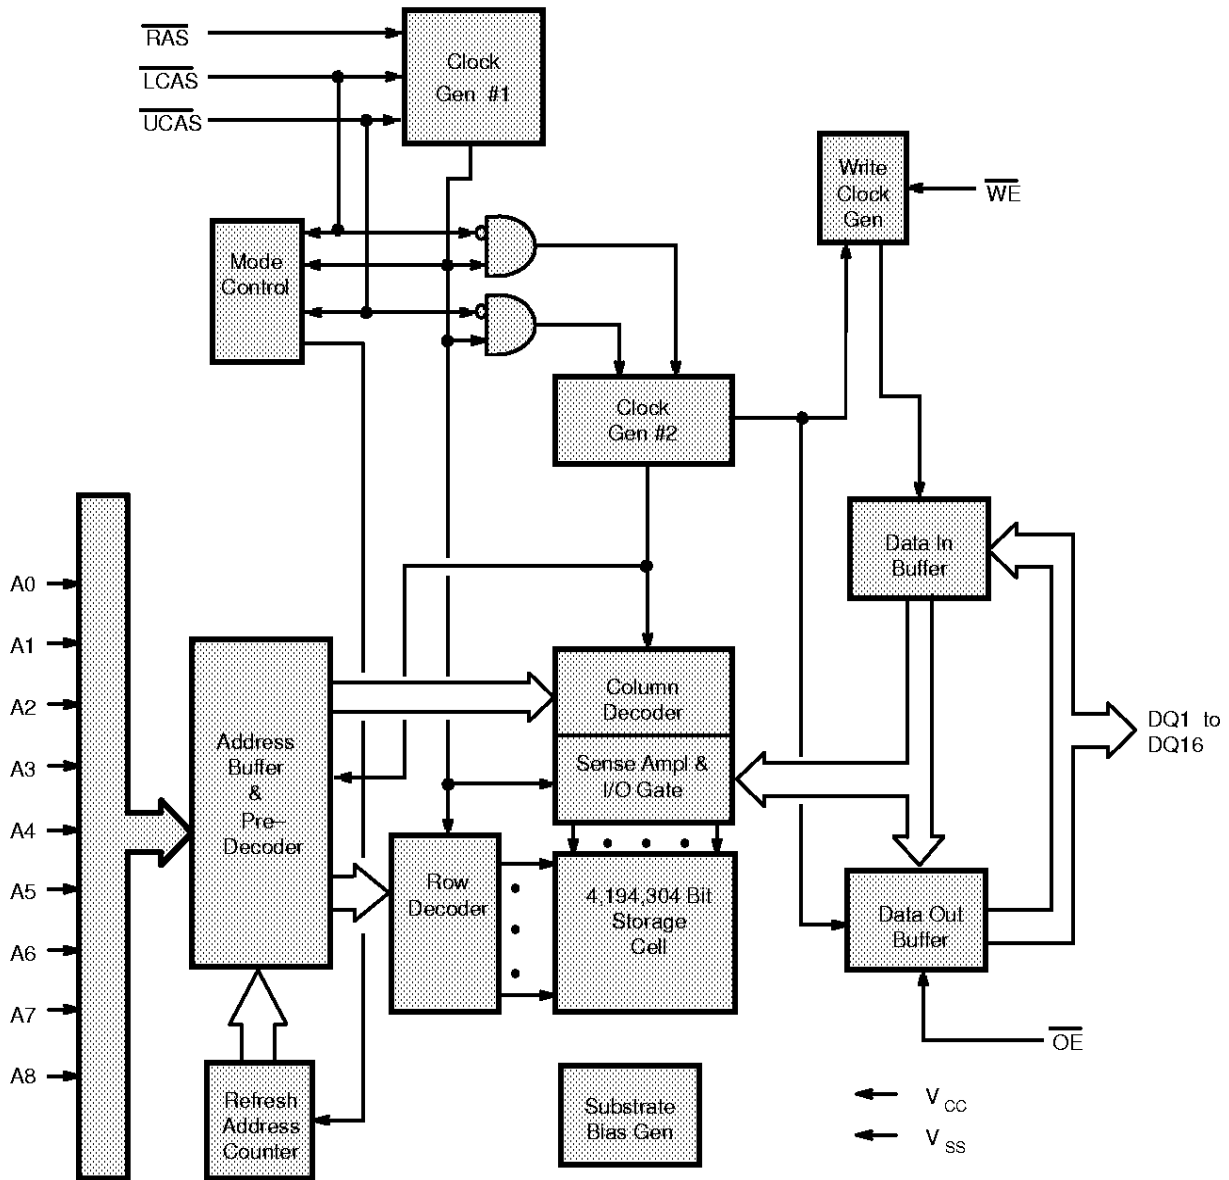 RAS
LCAS
UCAS
Clock
Gen #1
Write
Clock
Gen
WE
Mode
Control
Clock
Gen #2
Data In
Buffer
A0
A1
A2
A3
A4
A5
A6
A7
A8
Address
Buffer
&
Pre-
Decoder
Column
Decoder
Sense Ampl &
I/O Gate
DQ1 to
DQ16
Row
Decoder
4,194,304 Bit
Storage
Cell
Data Out
Buffer
OE
Refresh
Address
Counter
Substrate
Bias Gen
VCC
VSS